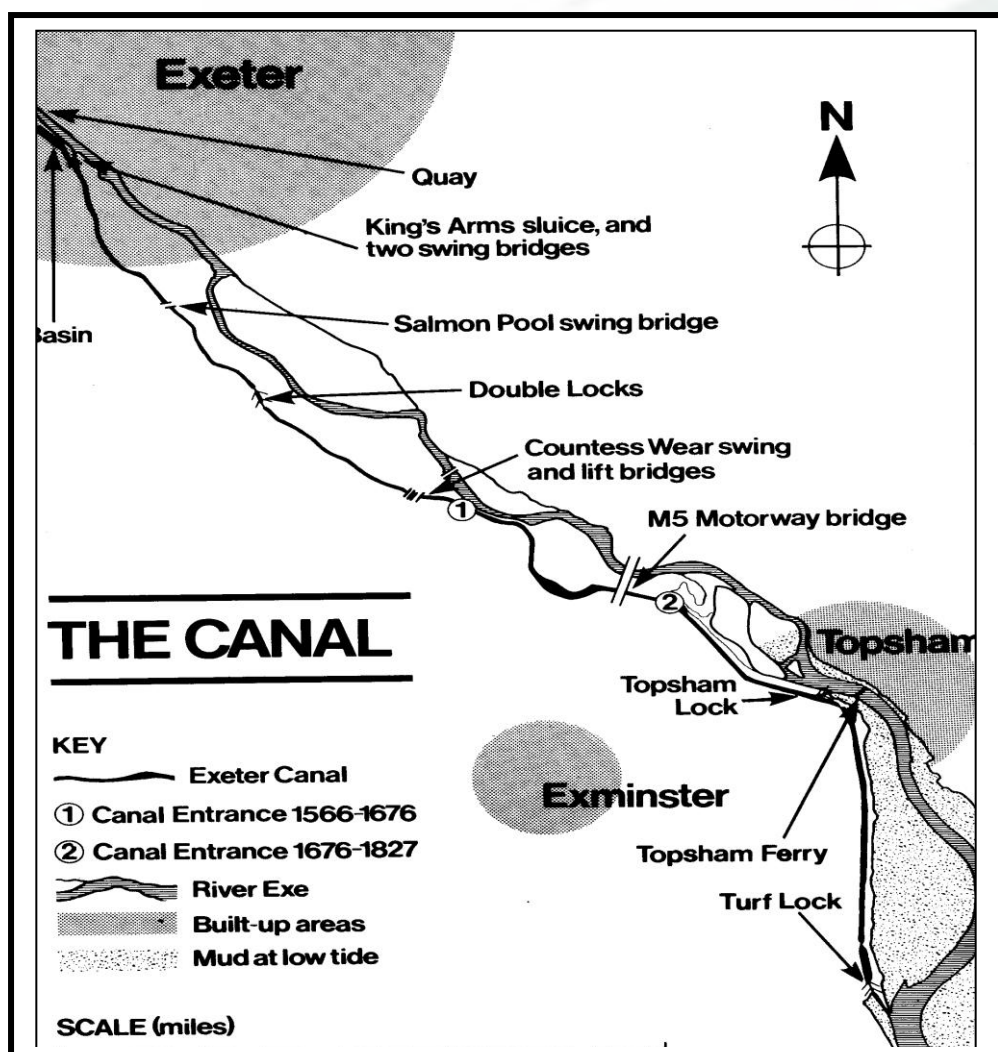 Exeter
N
Quay
King's Arms sluice, and
two swing bridges
Salmon Pool swing bridge
Basin
Double Locks
Countess Wear swing
and lift bridges
①
M5 Motorway bridge
②
THE CANAL
Topsham
Topsham
Lock
KEY
Exeter Canal
① Canal Entrance 1566-1676
Exminster
② Canal Entrance 1676-1827
Topsham Ferry
River Exe
Turf Lock
Built-up areas
Mud at low tide
SCALE (miles)